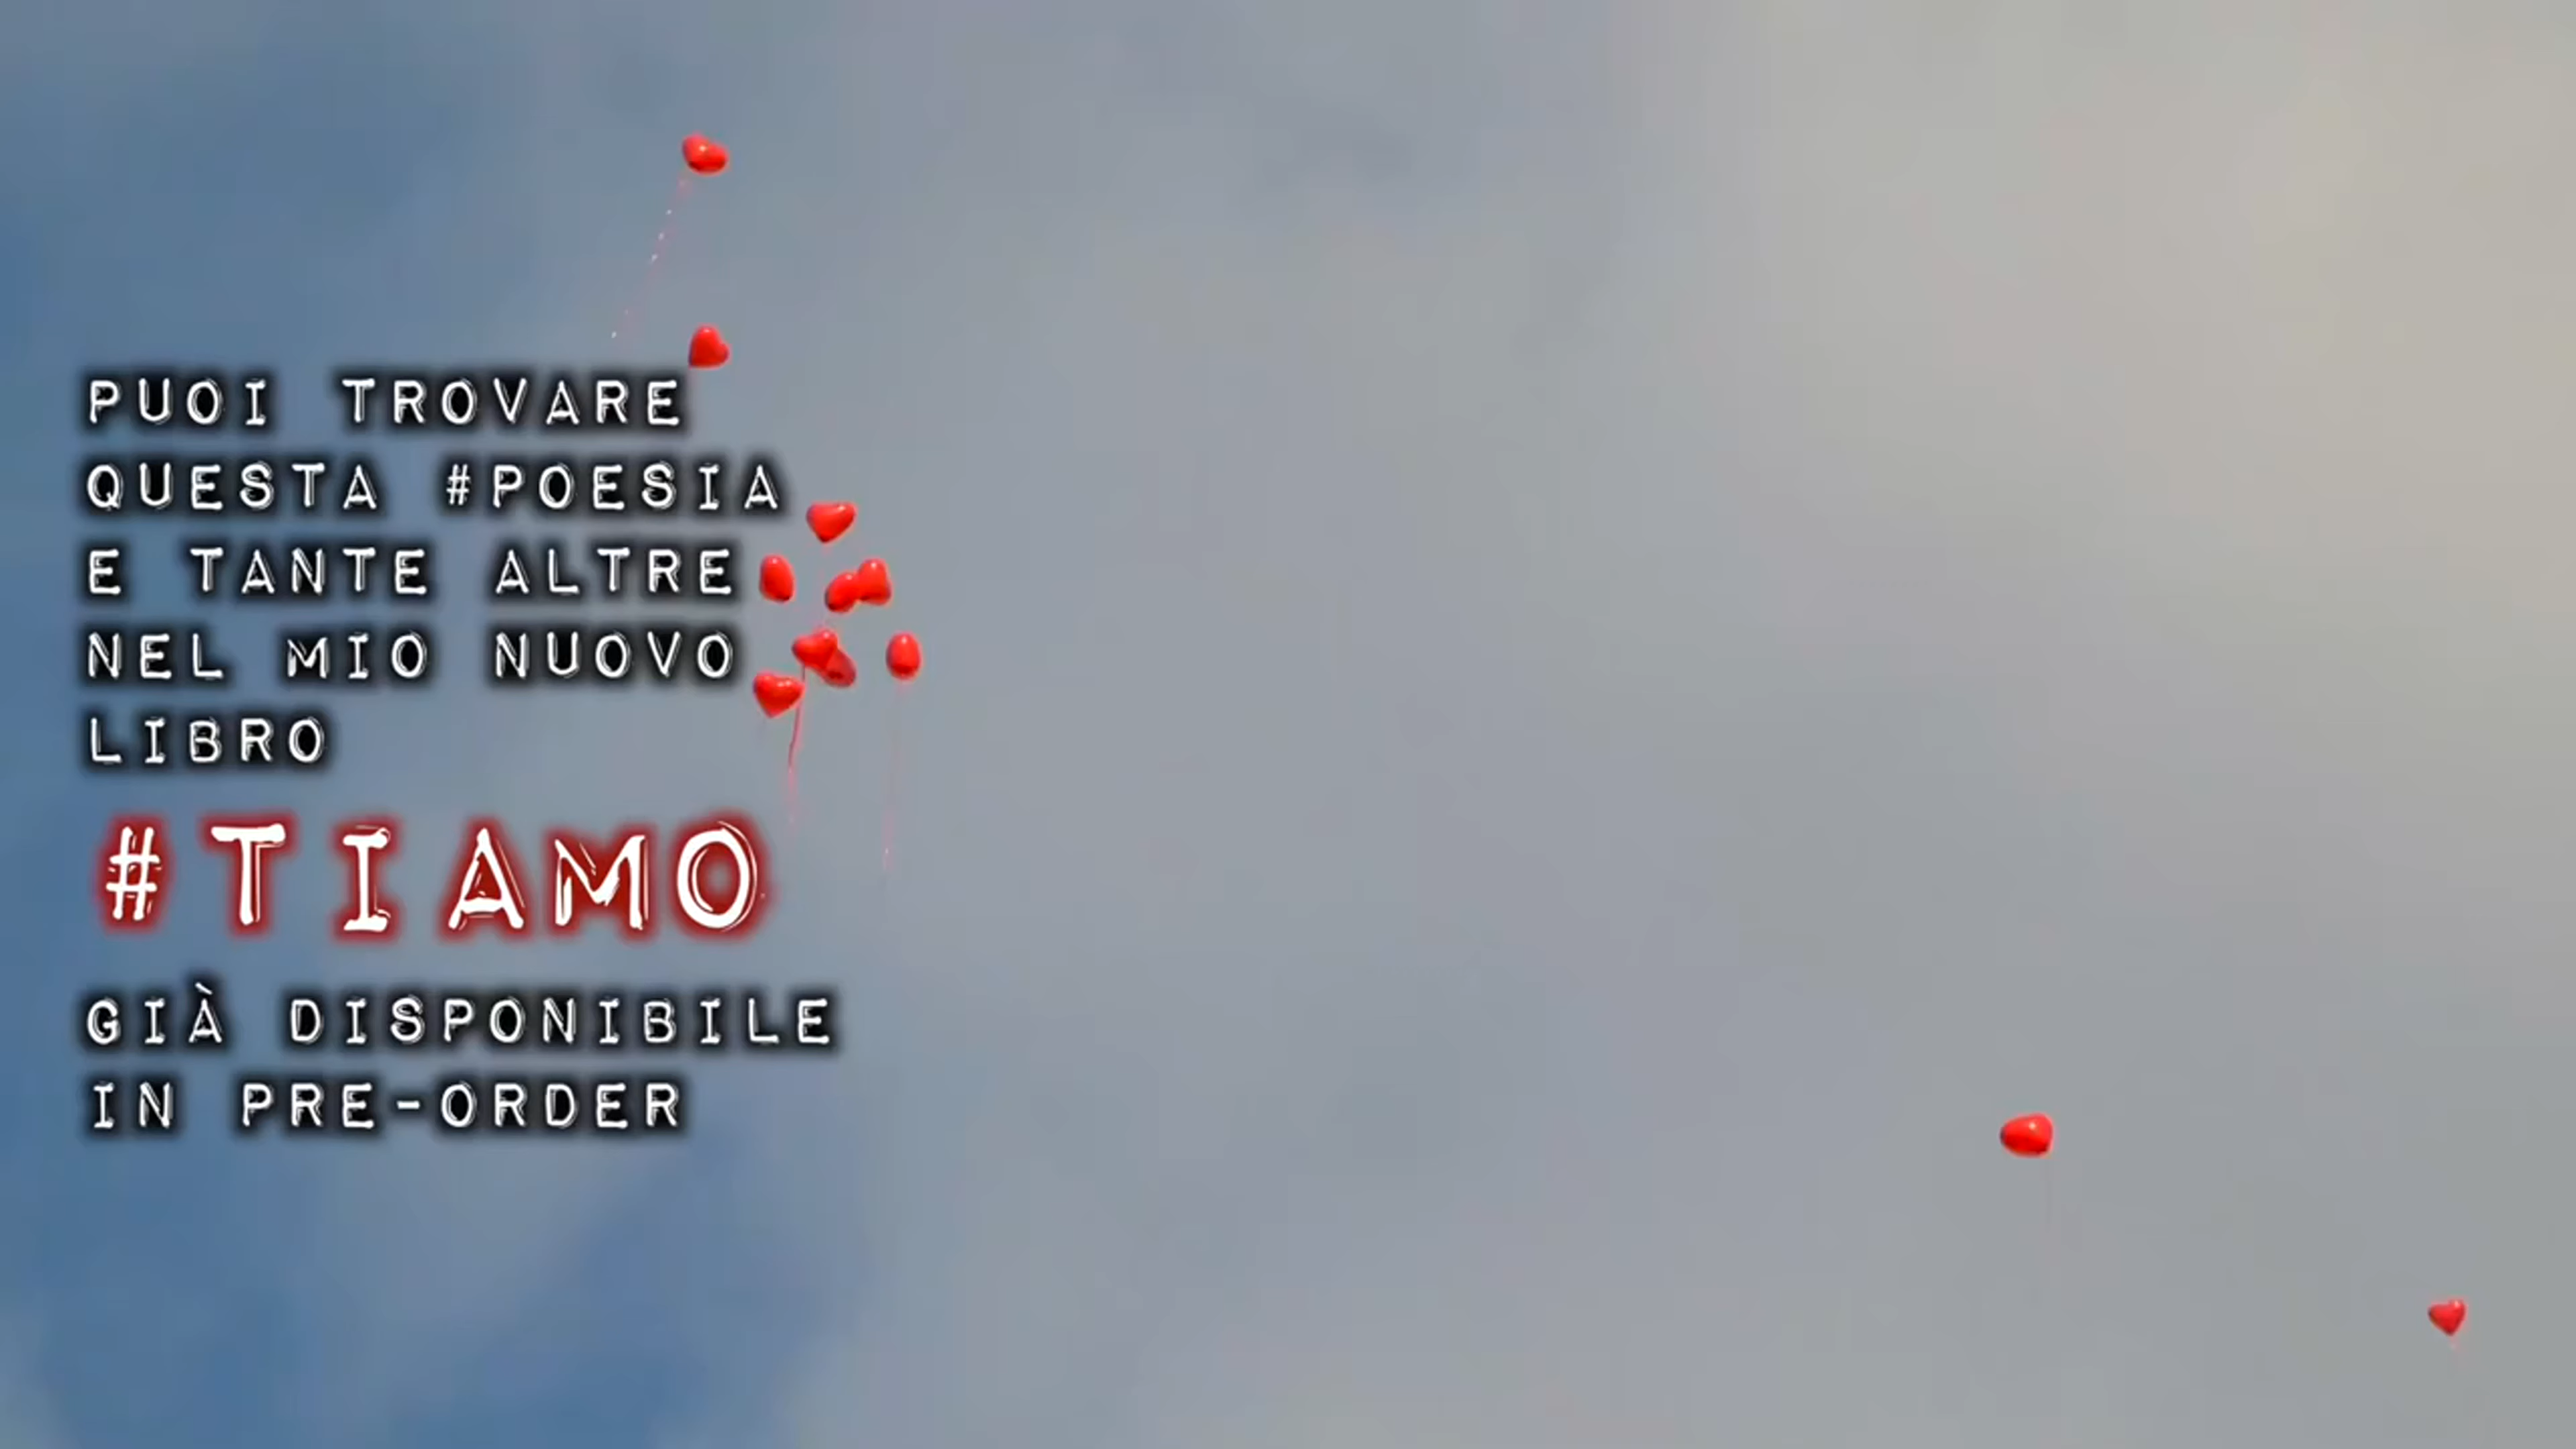 PUOI TROVARE
QUESTA #POESIA
E TANTE ALTRE
NEL MIO NUOVO
LIBRO
#TIAMO
GIÀ DISPONIBILE
IN PRE-ORDER